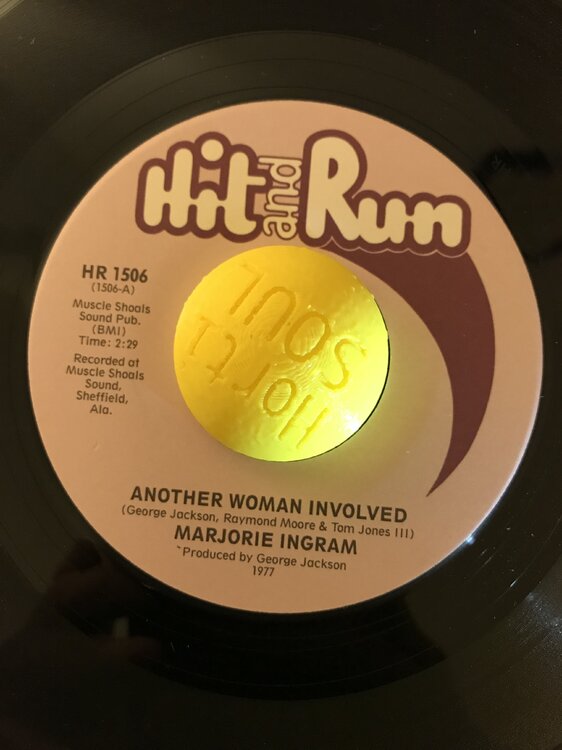 Hit and Run
HR 1506
(1506-A)
Muscle Shoals
Sound Pub.
(BMI)
Time: 2:29
Recorded at
Muscle Shoals
Sound,
Sheffield,
Ala.
SOUL
Hortti
ANOTHER WOMAN INVOLVED
(George Jackson, Raymond Moore & Tom Jones III)
MARJORIE INGRAM
Produced by George Jackson
1977